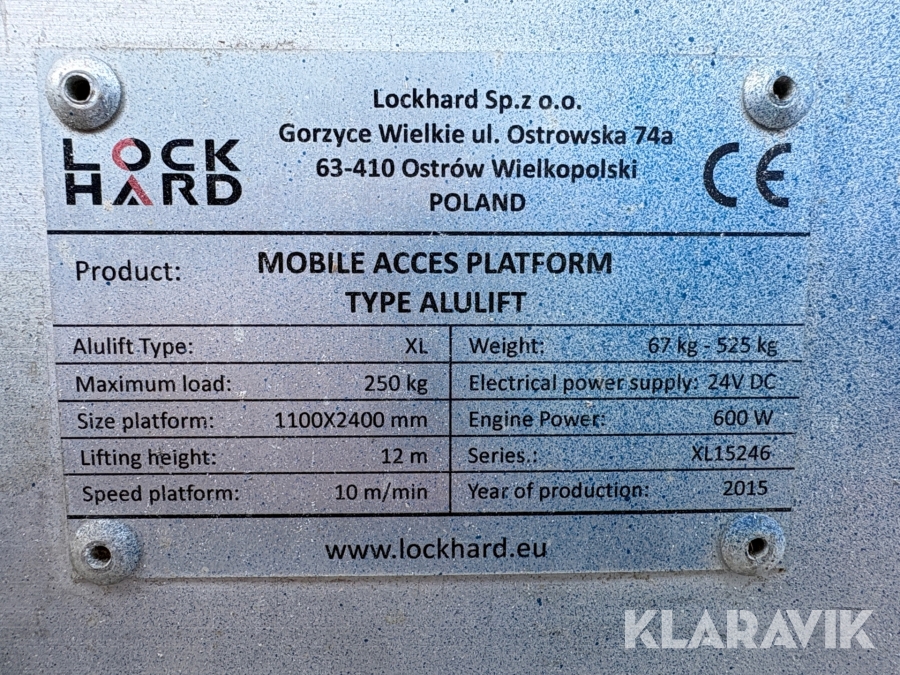 LOCK
HARD
Lockhard Sp.z o.o.
Gorzyce Wielkie ul. Ostrowska 74a
63-410 Ostrów Wielkopolski
POLAND
CE
Product: MOBILE ACCES PLATFORM
TYPE ALULIFT
Alulift Type: XL Weight: 67 kg - 525 kg
Maximum load: 250 kg Electrical power supply: 24V DC
Size platform: 1100X2400 mm Engine Power: 600 W
Lifting height: 12 m Series.: XL15246
Speed platform: 10 m/min Year of production: 2015
www.lockhard.eu
KLARAVIK